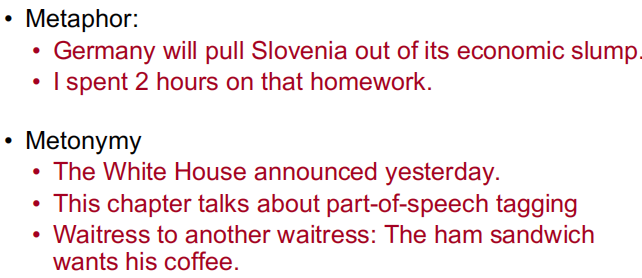 • Metaphor:
• Germany will pull Slovenia out of its economic slump.
• I spent 2 hours on that homework.
• Metonymy
• The White House announced yesterday.
• This chapter talks about part-of-speech tagging
• Waitress to another waitress: The ham sandwich
wants his coffee.